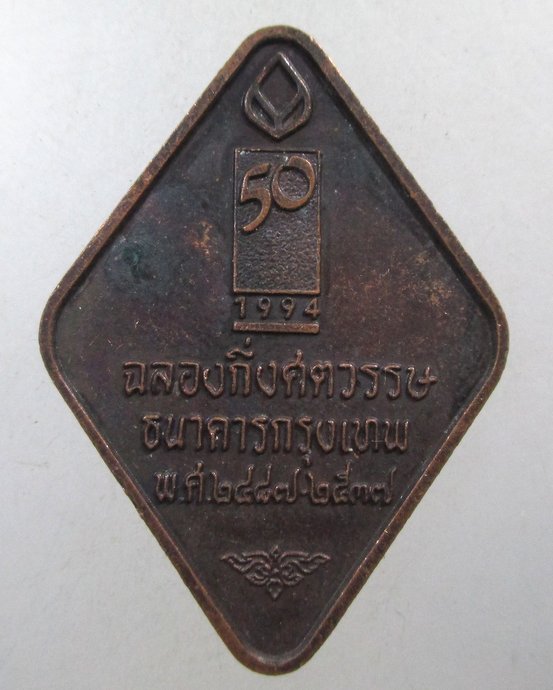 50
1994
ฉลองกึ่งศตวรรษ
ธนาคารกรุงเทพ
พ.ศ.๒๔๘๗-๒๕๓๗